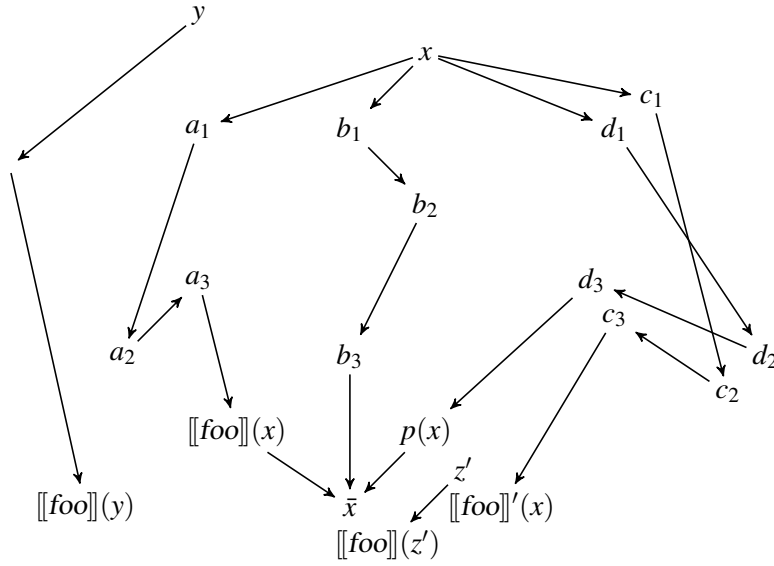 y
x
c₁
a₁ b₁ d₁
b₂
a₃ d₃
c₃
a₂ b₃ d₂
c₂
⟦foo⟧(x) p(x)
z′
⟦foo⟧(y) x̄ ⟦foo⟧′(x)
⟦foo⟧(z′)